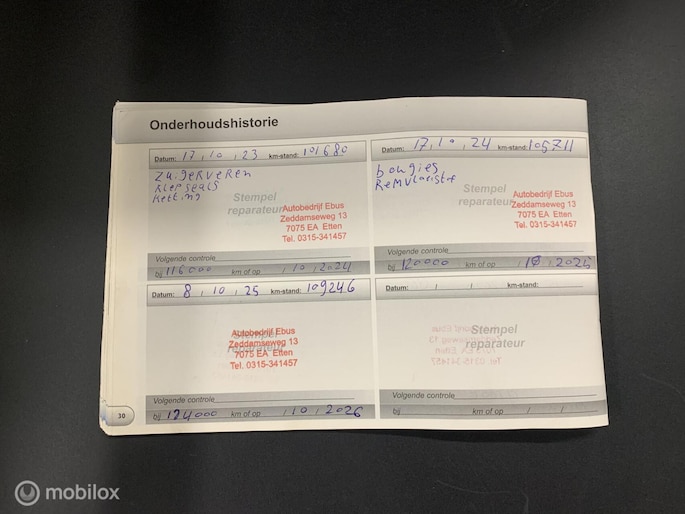 Onderhoudshistorie
Datum: 17, 10, 23 km-stand: 101680
Zuigerveren
Klepseals
Ketting
Stempel
reparateur
Autobedrijf Ebus
Zeddamseweg 13
7075 EA Etten
Tel. 0315-341457
Volgende controle
bij 116000 km of op / 10 / 2024
Datum: 17, 10, 24 km-stand: 105711
bougies
Remvloeistof
Stempel
reparateur
Autobedrijf Ebus
Zeddamseweg 13
7075 EA Etten
Tel. 0315-341457
Volgende controle
bij 120000 km of op / 10 / 2025
Datum: 8, 10, 25 km-stand: 109246
Stempel
reparateur
Autobedrijf Ebus
Zeddamseweg 13
7075 EA Etten
Tel. 0315-341457
Volgende controle
bij 124000 km of op / 10, 2026
Datum: / / km-stand:
Stempel
reparateur
Volgende controle
bij km of op / /
30
mobilox